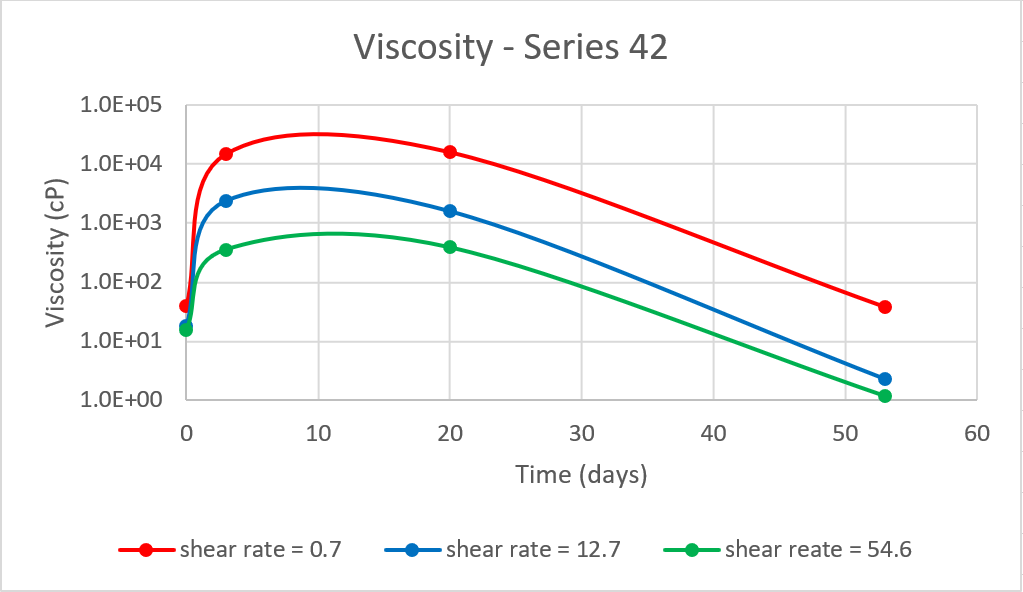 Viscosity - Series 42
1.0E+05
1.0E+04
1.0E+03
1.0E+02
1.0E+01
1.0E+00
Viscosity (cP)
0 10 20 30 40 50 60
Time (days)
shear rate = 0.7 shear rate = 12.7 shear reate = 54.6